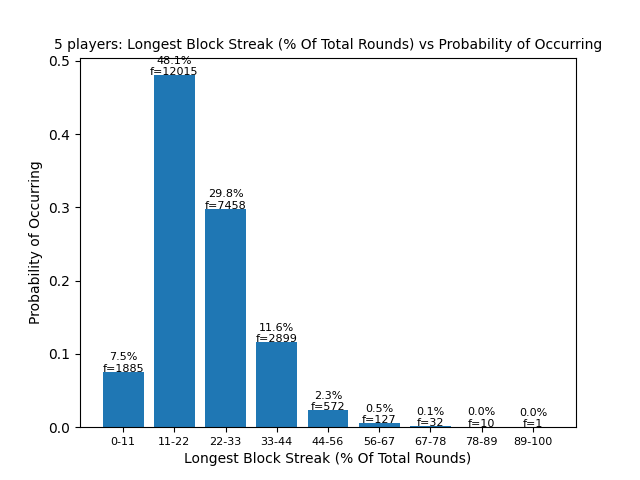 5 players: Longest Block Streak (% Of Total Rounds) vs Probability of Occurring
Probability of Occurring
0.5
0.4
0.3
0.2
0.1
0.0
7.5%
f=1885
48.1%
f=12015
29.8%
f=7458
11.6%
f=2899
2.3%
f=572
0.5%
f=127
0.1%
f=32
0.0%
f=10
0.0%
f=1
0-11 11-22 22-33 33-44 44-56 56-67 67-78 78-89 89-100
Longest Block Streak (% Of Total Rounds)